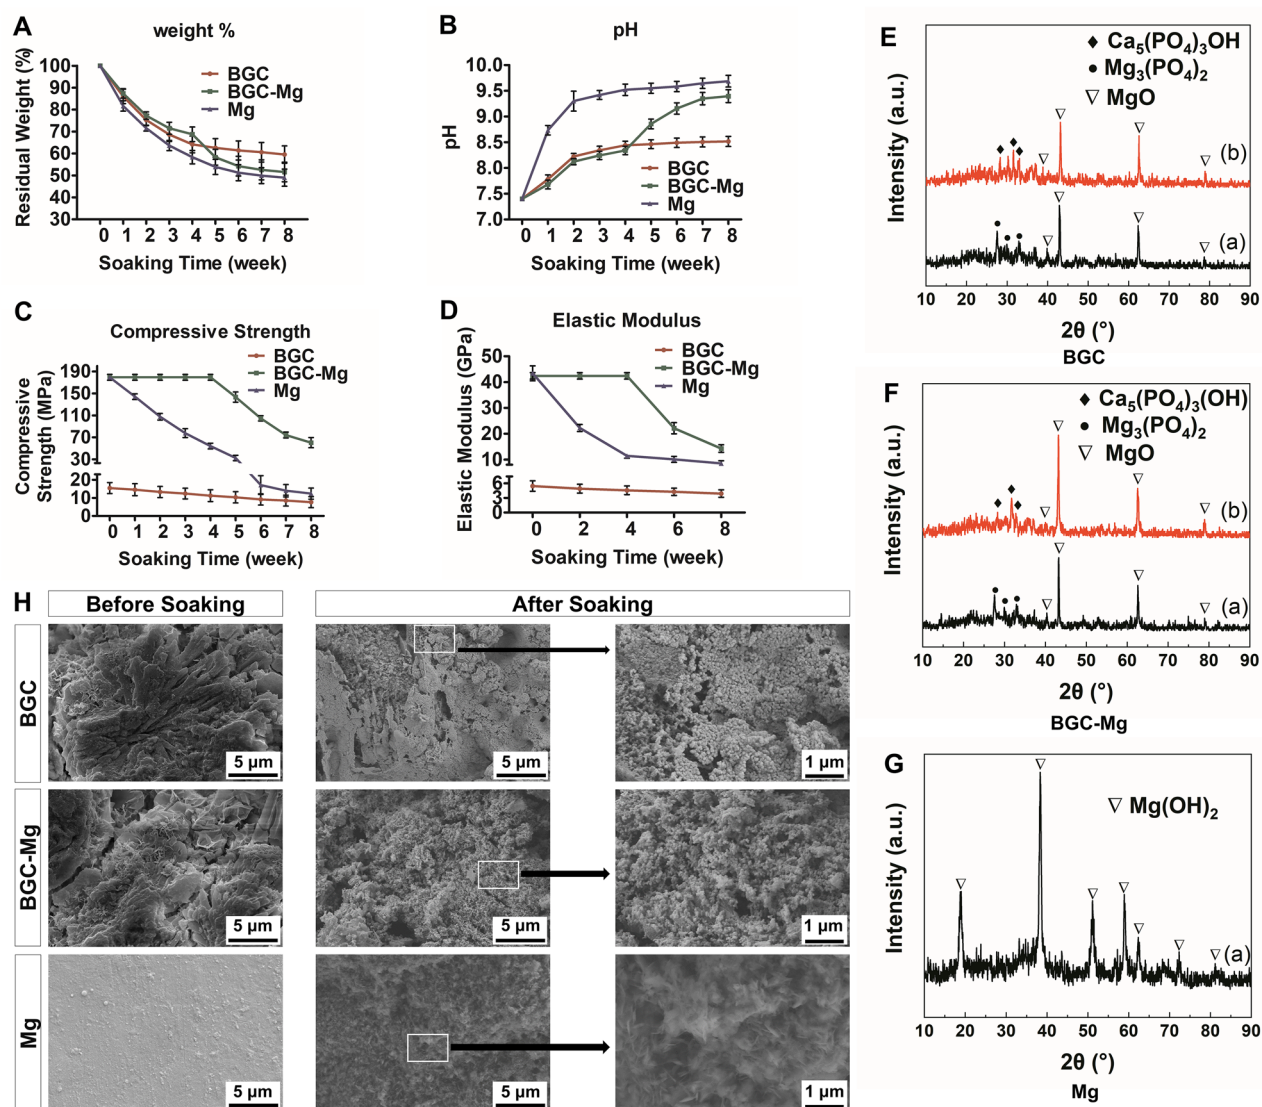 A
weight %
Residual Weight (%)
100
90
80
70
60
50
40
30
0 1 2 3 4 5 6 7 8
Soaking Time (week)
BGC
BGC-Mg
Mg
B
pH
pH
10.0
9.5
9.0
8.5
8.0
7.5
7.0
0 1 2 3 4 5 6 7 8
Soaking Time (week)
BGC
BGC-Mg
Mg
C
Compressive Strength
Compressive
Strength (MPa)
190
150
110
70
30
20
10
0
0 1 2 3 4 5 6 7 8
Soaking Time (week)
BGC
BGC-Mg
Mg
D
Elastic Modulus
Elastic Modulus (GPa)
50
40
30
20
10
6
3
0
0 2 4 6 8
Soaking Time (week)
BGC
BGC-Mg
Mg
E
Intensity (a.u.)
♦ Ca5(PO4)3OH
● Mg3(PO4)2
▽ MgO
(b)
(a)
10 20 30 40 50 60 70 80 90
2θ (°)
BGC
F
Intensity (a.u.)
♦ Ca5(PO4)3(OH)
● Mg3(PO4)2
▽ MgO
(b)
(a)
10 20 30 40 50 60 70 80 90
2θ (°)
BGC-Mg
G
Intensity (a.u.)
▽ Mg(OH)2
(a)
10 20 30 40 50 60 70 80 90
2θ (°)
Mg
H
Before Soaking
After Soaking
BGC
5 µm
5 µm
1 µm
BGC-Mg
5 µm
5 µm
1 µm
Mg
5 µm
5 µm
1 µm